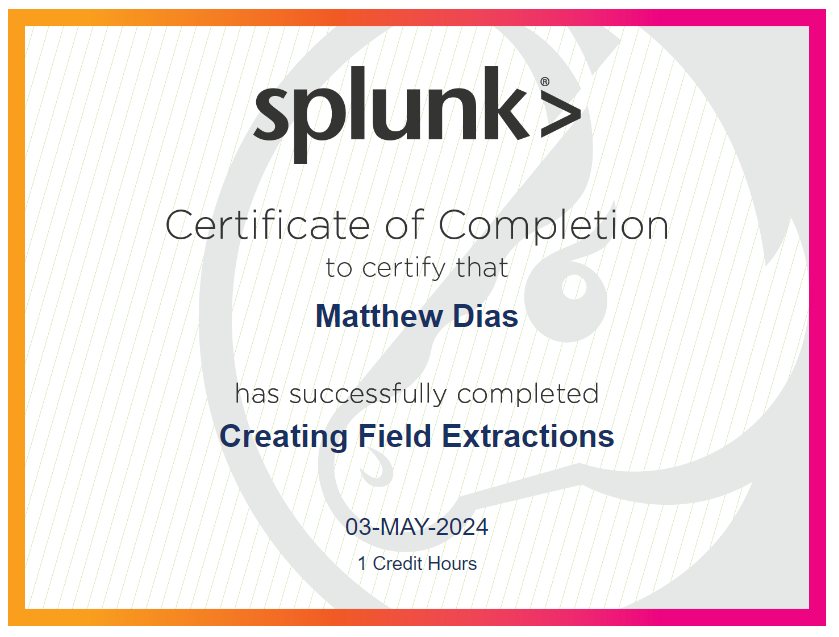 splunk>®
Certificate of Completion
to certify that
Matthew Dias
has successfully completed
Creating Field Extractions
03-MAY-2024
1 Credit Hours